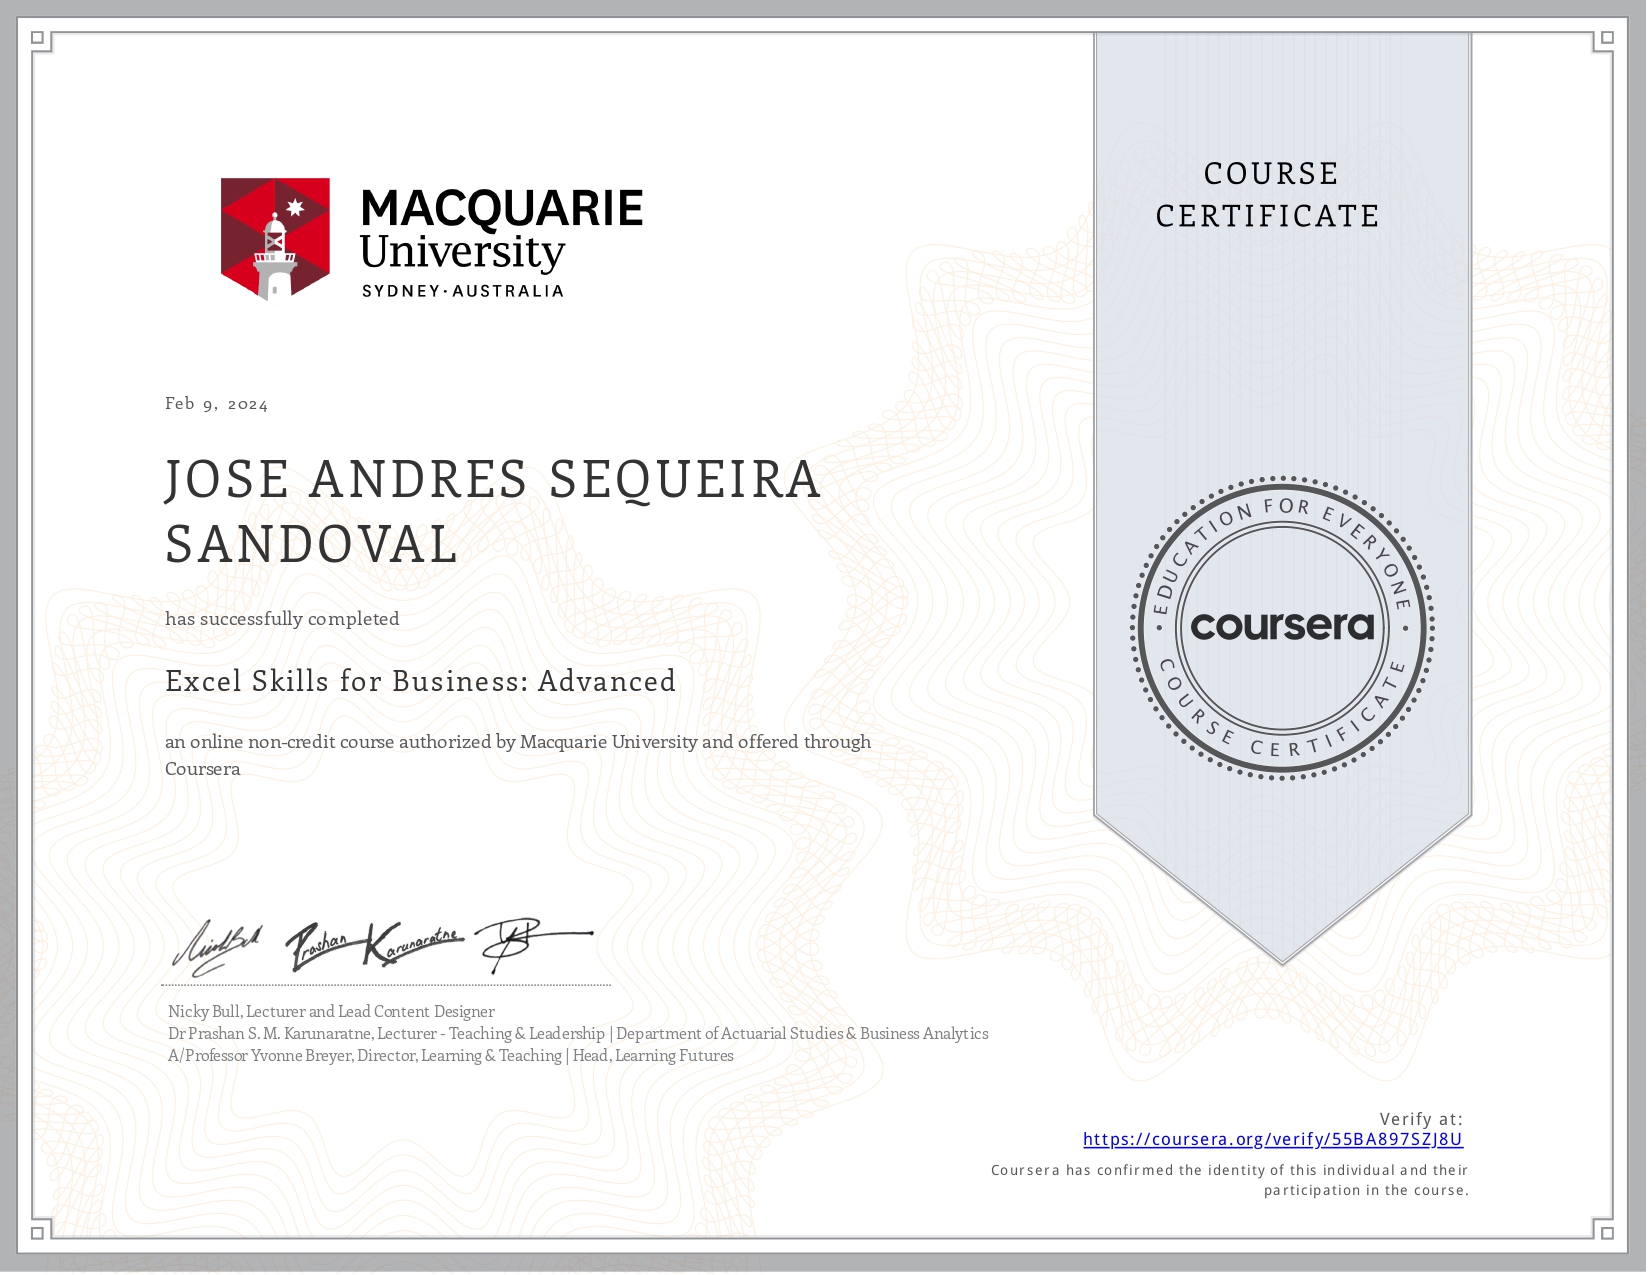 MACQUARIE
University
SYDNEY·AUSTRALIA
COURSE
CERTIFICATE
Feb 9, 2024
JOSE ANDRES SEQUEIRA
SANDOVAL
has successfully completed
Excel Skills for Business: Advanced
an online non-credit course authorized by Macquarie University and offered through
Coursera
EDUCATION FOR EVERYONE
coursera
COURSE CERTIFICATE
Prashan Karunaratne
Nicky Bull, Lecturer and Lead Content Designer
Dr Prashan S. M. Karunaratne, Lecturer - Teaching & Leadership | Department of Actuarial Studies & Business Analytics
A/Professor Yvonne Breyer, Director, Learning & Teaching | Head, Learning Futures
Verify at:
https://coursera.org/verify/55BA897SZJ8U
Coursera has confirmed the identity of this individual and their
participation in the course.